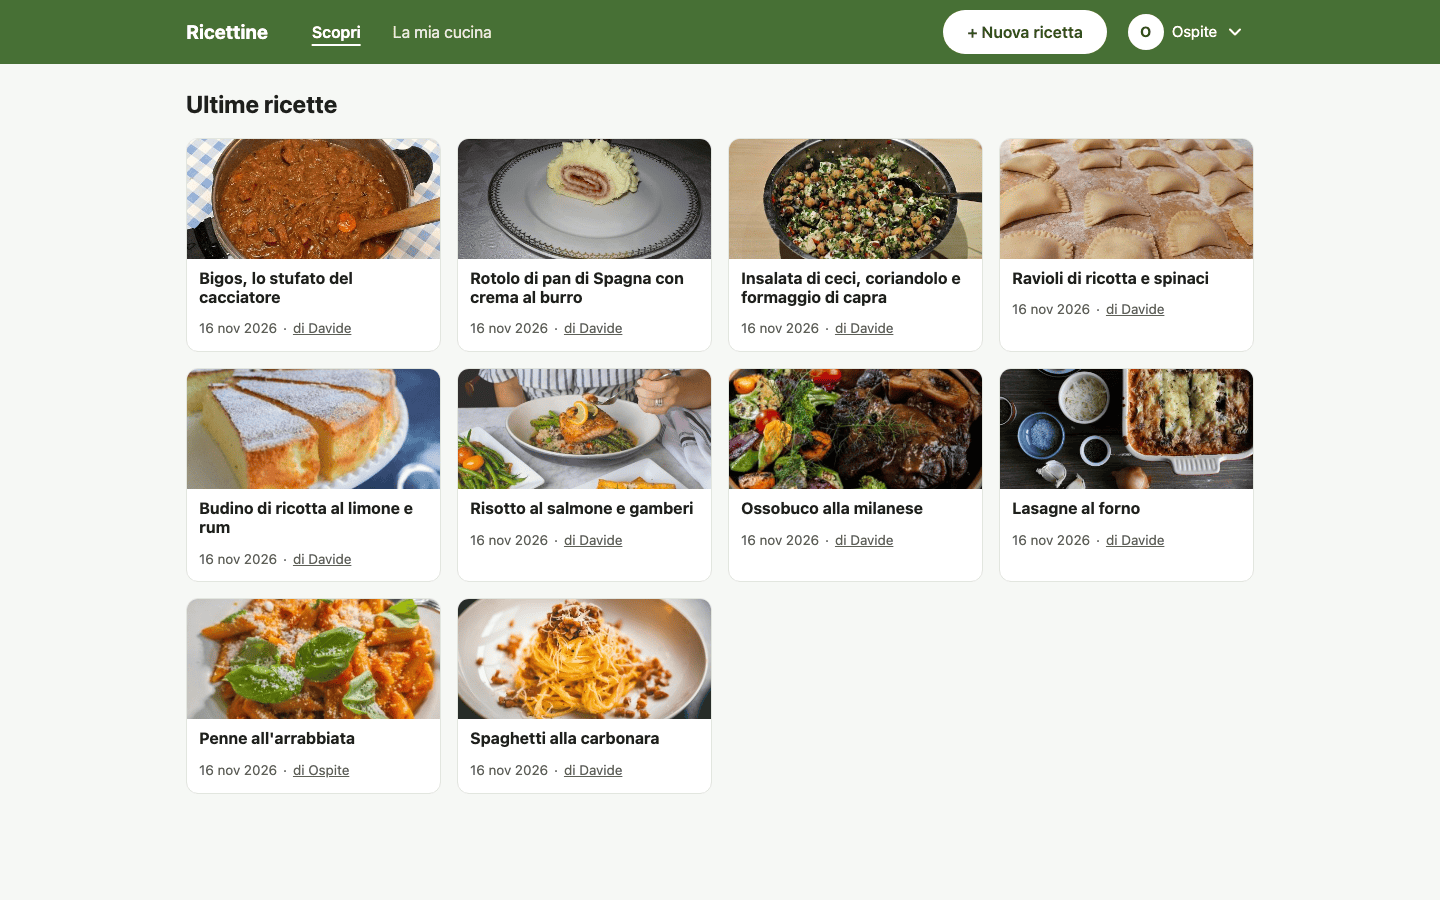 Ricettine
Scopri
La mia cucina
+ Nuova ricetta
O
Ospite
Ultime ricette
Bigos, lo stufato del
cacciatore
16 nov 2026 · di Davide
Rotolo di pan di Spagna con
crema al burro
16 nov 2026 · di Davide
Insalata di ceci, coriandolo e
formaggio di capra
16 nov 2026 · di Davide
Ravioli di ricotta e spinaci
16 nov 2026 · di Davide
Budino di ricotta al limone e
rum
16 nov 2026 · di Davide
Risotto al salmone e gamberi
16 nov 2026 · di Davide
Ossobuco alla milanese
16 nov 2026 · di Davide
Lasagne al forno
16 nov 2026 · di Davide
Penne all'arrabbiata
16 nov 2026 · di Ospite
Spaghetti alla carbonara
16 nov 2026 · di Davide